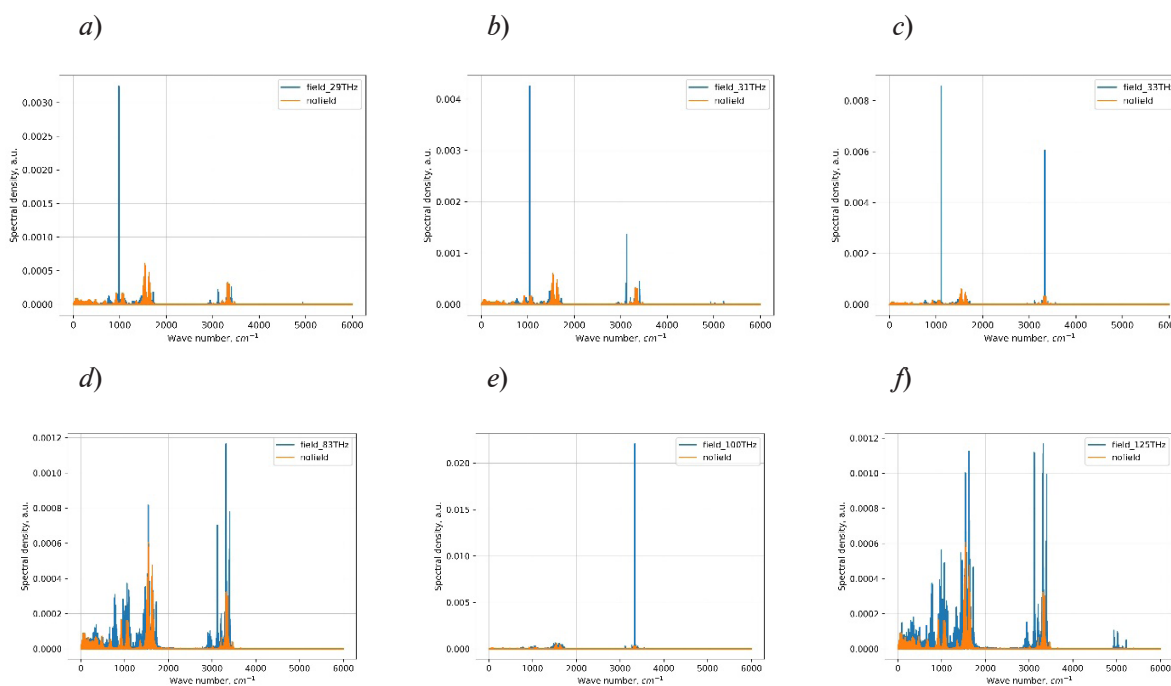 a)
b)
c)
field_29THz
nofield
0.0030
0.0025
0.0020
0.0015
0.0010
0.0005
0.0000
Spectral density, a.u.
0 1000 2000 3000 4000 5000 6000
Wave number, cm⁻¹
field_31THz
nofield
0.004
0.003
0.002
0.001
0.000
Spectral density, a.u.
0 1000 2000 3000 4000 5000 6000
Wave number, cm⁻¹
field_33THz
nofield
0.008
0.006
0.004
0.002
0.000
Spectral density, a.u.
0 1000 2000 3000 4000 5000 6000
Wave number, cm⁻¹
d)
e)
f)
field_83THz
nofield
0.0012
0.0010
0.0008
0.0006
0.0004
0.0002
0.0000
Spectral density, a.u.
0 1000 2000 3000 4000 5000 6000
Wave number, cm⁻¹
field_100THz
nofield
0.020
0.015
0.010
0.005
0.000
Spectral density, a.u.
0 1000 2000 3000 4000 5000 6000
Wave number, cm⁻¹
field_125THz
nofield
0.0012
0.0010
0.0008
0.0006
0.0004
0.0002
0.0000
Spectral density, a.u.
0 1000 2000 3000 4000 5000 6000
Wave number, cm⁻¹